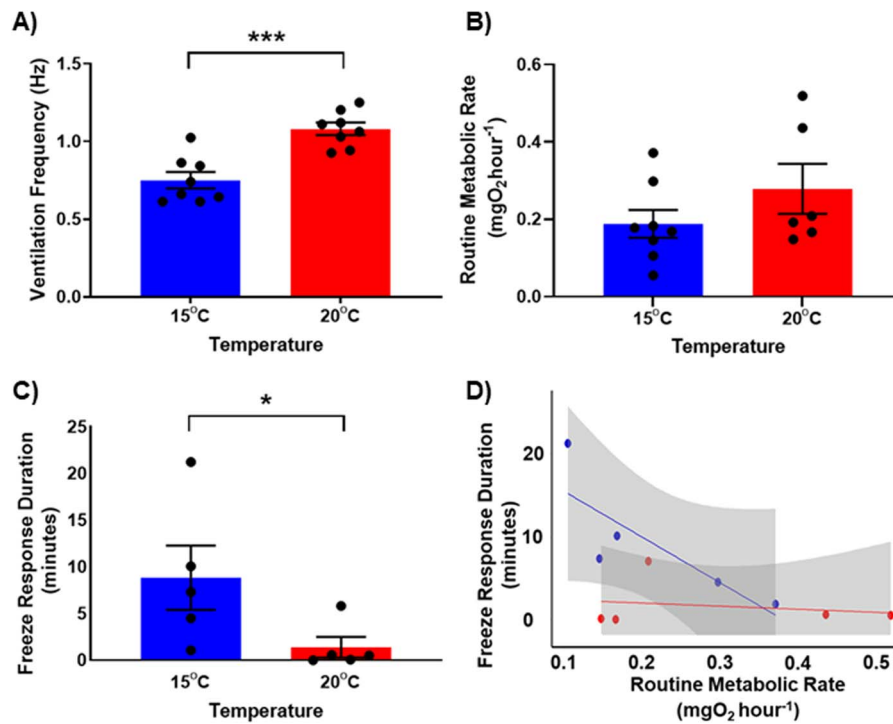 A)
***
Ventilation Frequency (Hz)
1.5
1.0
0.5
0.0
15°C
20°C
Temperature
B)
Routine Metabolic Rate
(mgO₂ hour⁻¹)
0.6
0.4
0.2
0.0
15°C
20°C
Temperature
C)
*
Freeze Response Duration
(minutes)
25
20
15
10
5
0
15°C
20°C
Temperature
D)
Freeze Response Duration
(minutes)
20
10
0
0.1
0.2
0.3
0.4
0.5
Routine Metabolic Rate
(mgO₂ hour⁻¹)